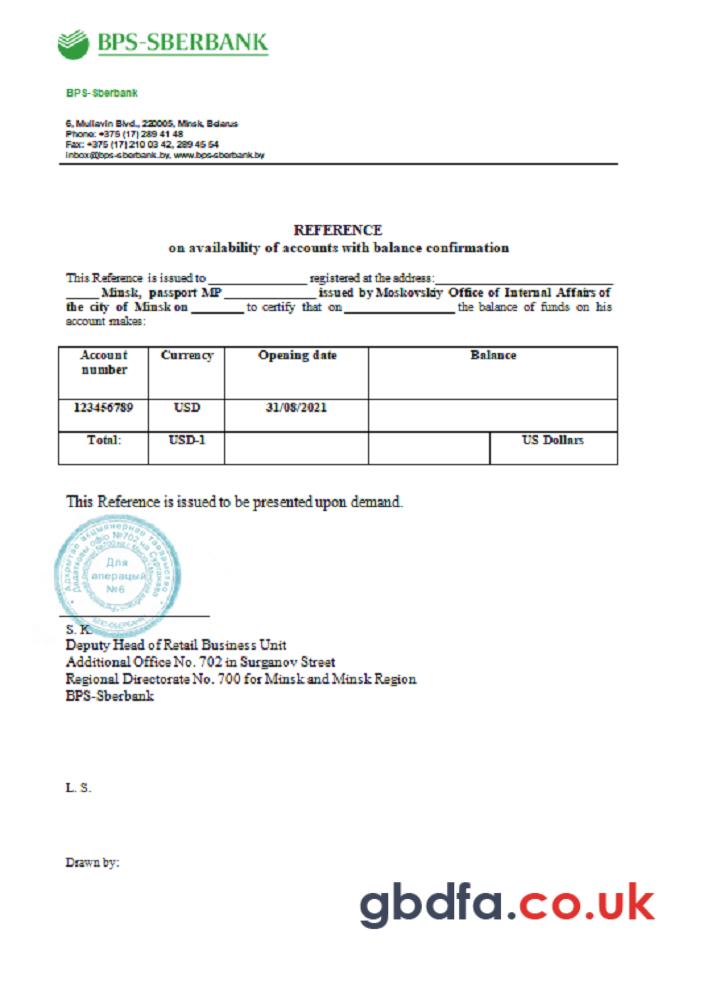 BPS-SBERBANK
BPS-Sberbank
6, Muliavin Blvd., 220005, Minsk, Belarus
Phone: +375 (17) 289 41 48
Fax: +375 (17) 210 03 42, 289 45 54
inbox@bps-sberbank.by, www.bps-sberbank.by
REFERENCE
on availability of accounts with balance confirmation
This Reference is issued to ____________ registered at the address:____________
_____ Minsk, passport MP ____________ issued by Moskovskiy Office of Internal Affairs of
the city of Minsk on _______ to certify that on ______________ the balance of funds on his
account makes:
Account number Currency Opening date Balance
123456789 USD 31/08/2021
Total: USD-1 US Dollars
This Reference is issued to be presented upon demand.
Для
аперацый
№6
S. K.
Deputy Head of Retail Business Unit
Additional Office No. 702 in Surganov Street
Regional Directorate No. 700 for Minsk and Minsk Region
BPS-Sberbank
L. S.
Drawn by:
gbdfa.co.uk